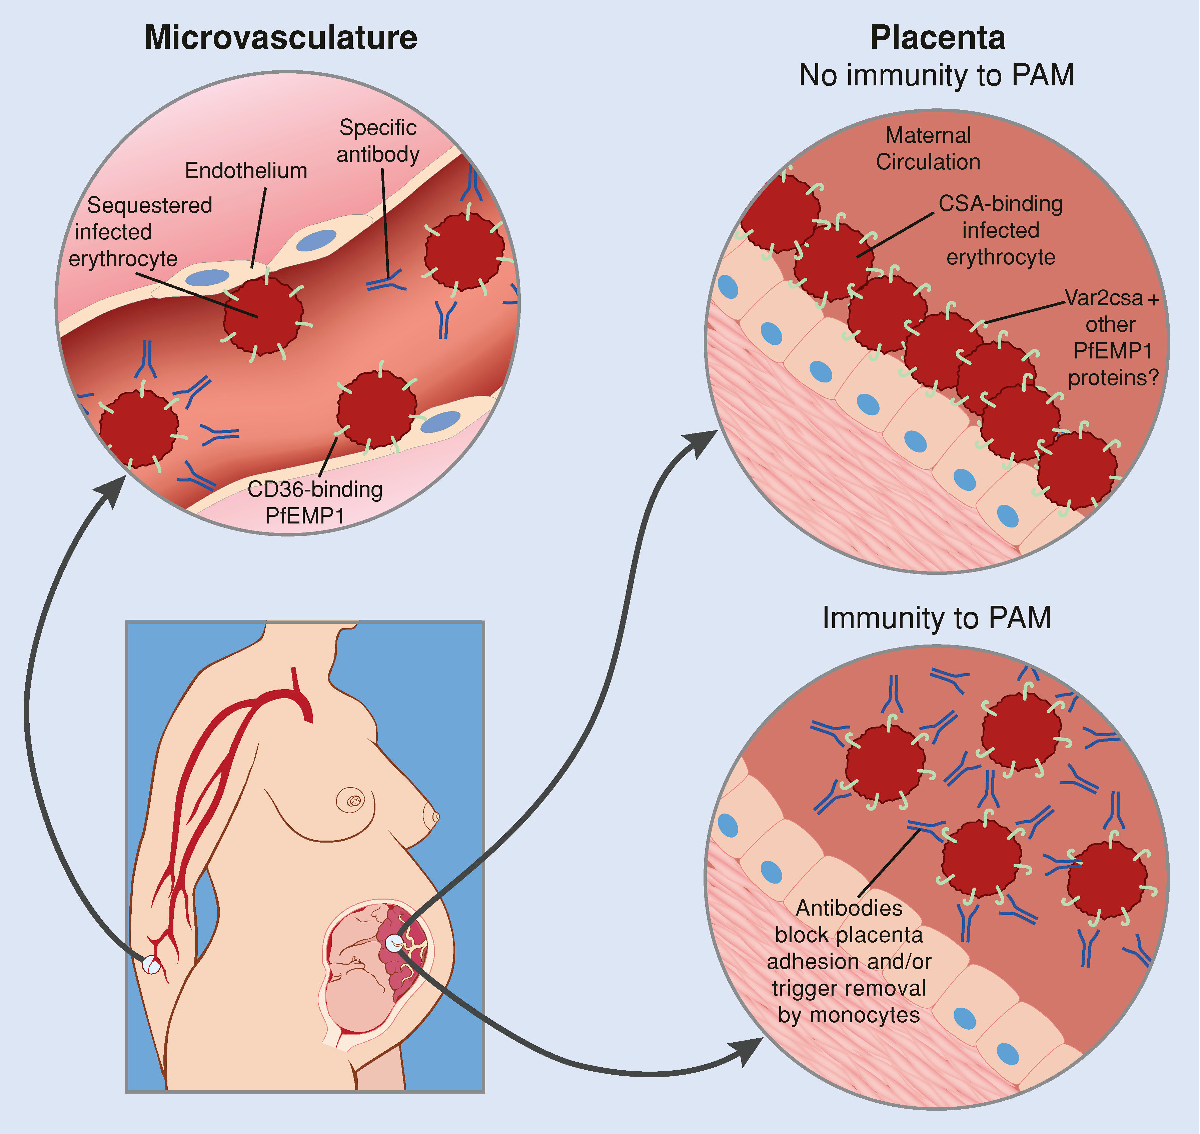 Microvasculature
Specific
antibody
Endothelium
Sequestered
infected
erythrocyte
CD36-binding
PfEMP1
Placenta
No immunity to PAM
Maternal
Circulation
CSA-binding
infected
erythrocyte
Var2csa +
other
PfEMP1
proteins?
Immunity to PAM
Antibodies
block placenta
adhesion and/or
trigger removal
by monocytes